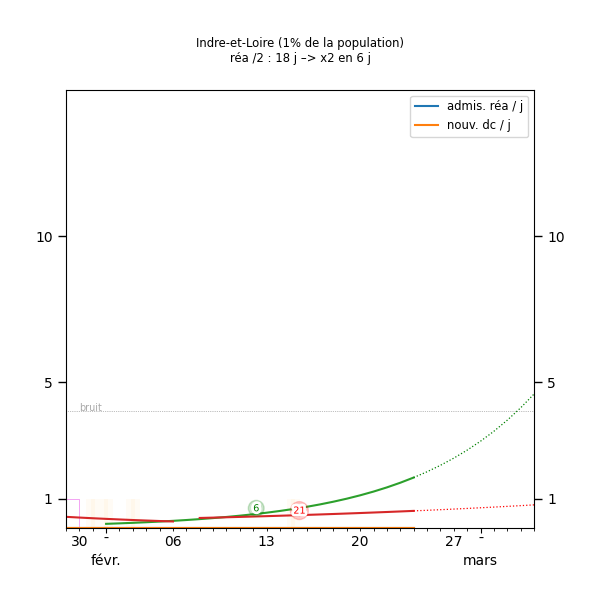 Indre-et-Loire (1% de la population)
réa /2 : 18 j –> x2 en 6 j
admis. réa / j
nouv. dc / j
10 10
5 5
bruit
1 6 21 1
30 - 06 13 20 27 -
févr. mars